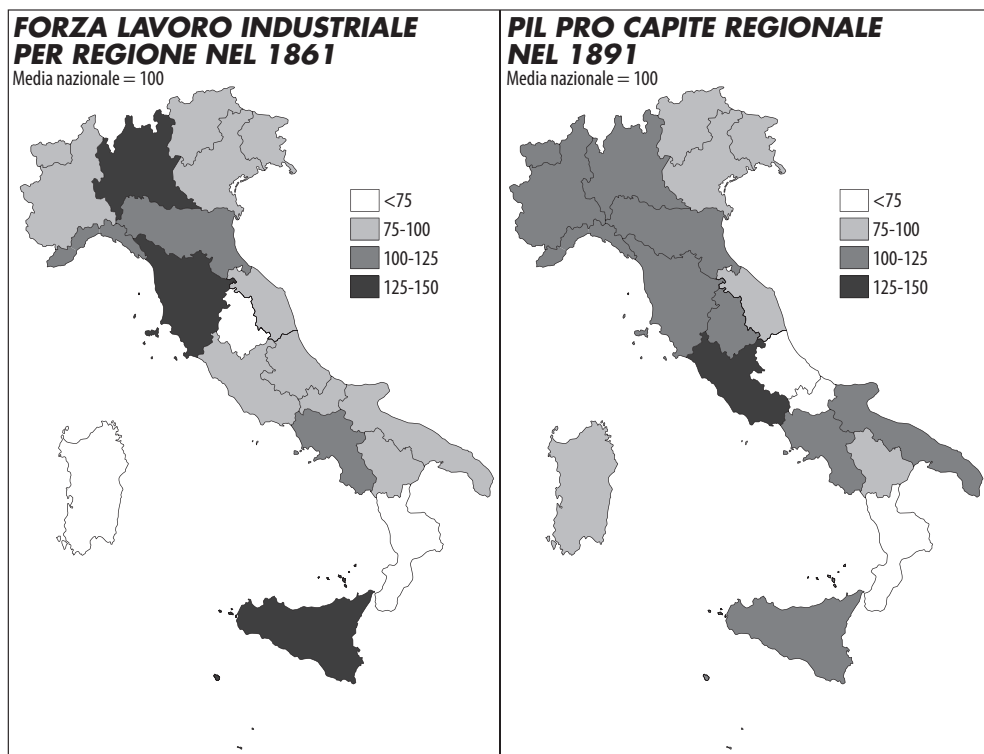 FORZA LAVORO INDUSTRIALE
PER REGIONE NEL 1861
Media nazionale = 100
<75
75-100
100-125
125-150
PIL PRO CAPITE REGIONALE
NEL 1891
Media nazionale = 100
<75
75-100
100-125
125-150